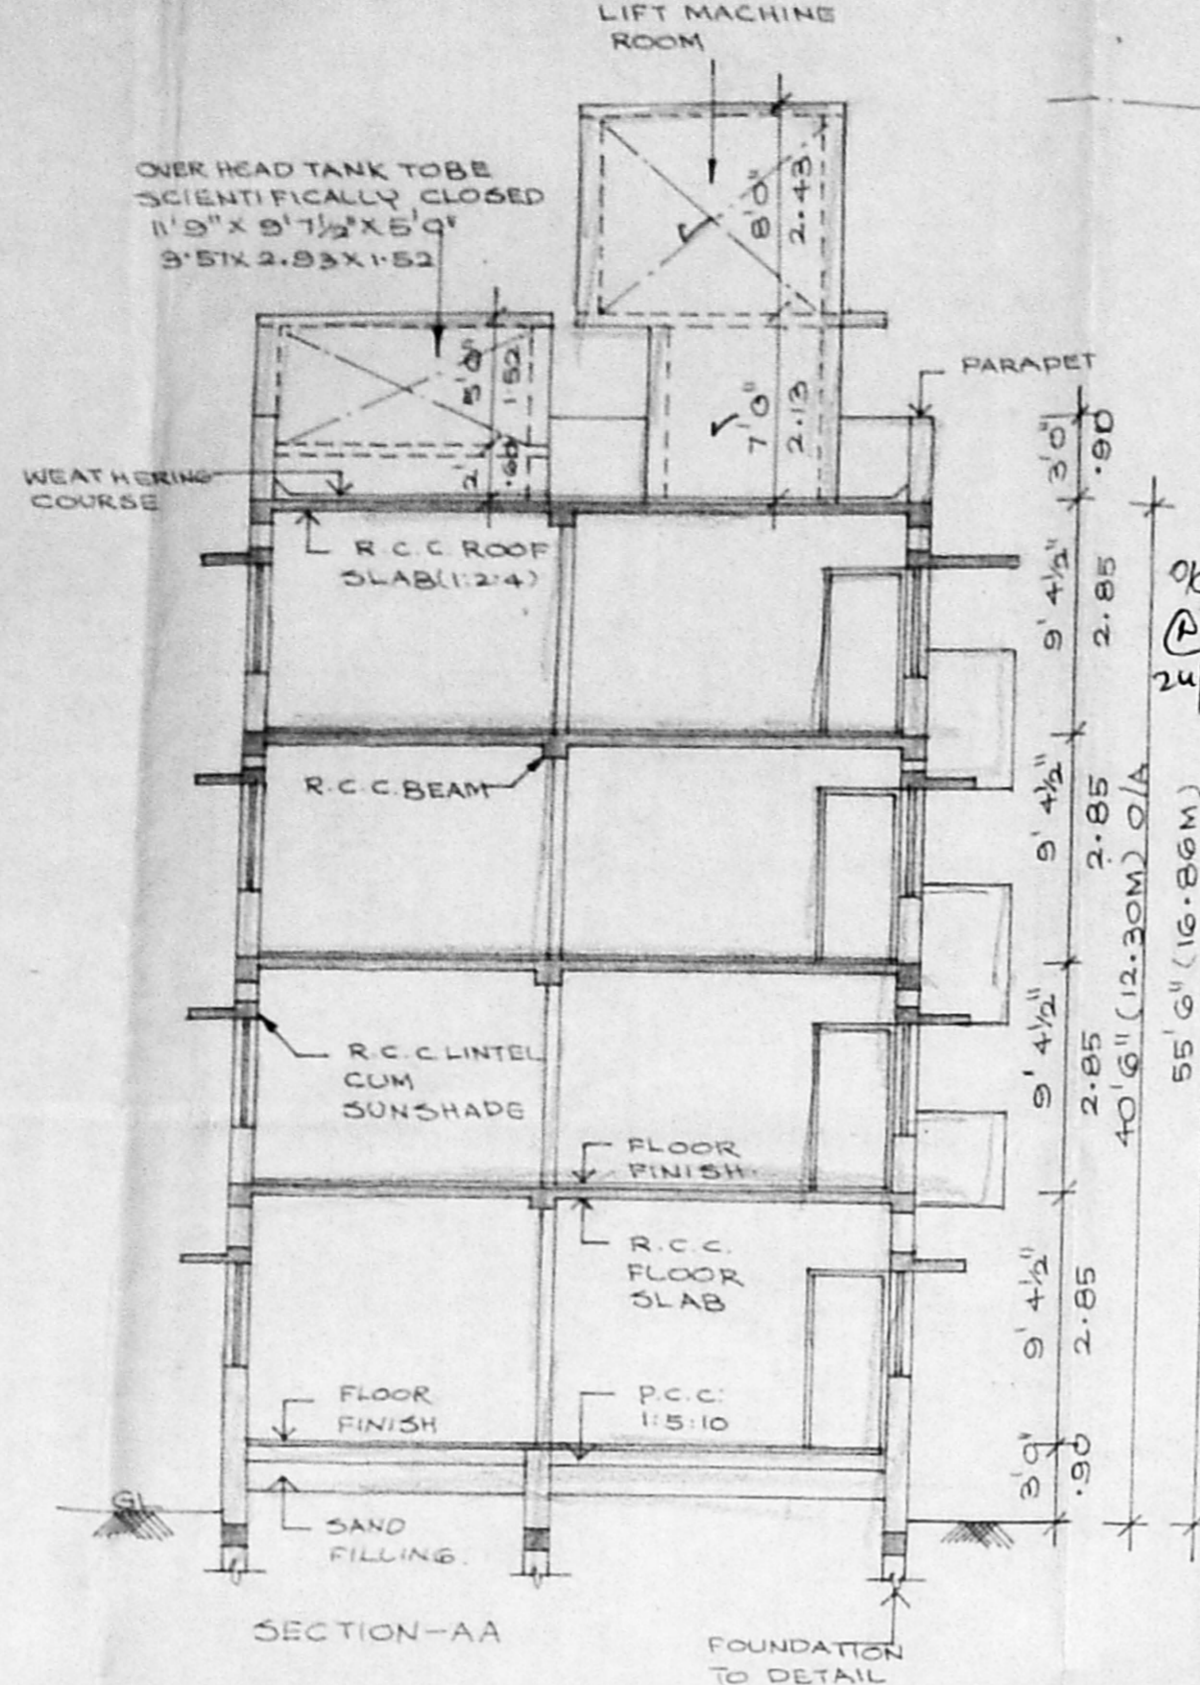 LIFT MACHINE
ROOM
OVER HEAD TANK TOBE
SCIENTIFICALLY CLOSED
11'9" X 9'7½" X 5'0"
3.57X 2.93 X 1.52
8'0"
2.43
5'0"
1.52
7'0"
2.13
2'
.60
PARAPET
3'0"
.90
WEATHERING
COURSE
R.C.C. ROOF
SLAB(1:2:4)
9' 4½"
2.85
24
R.C.C. BEAM
9' 4½"
2.85
40'6" (12.30M) O/A
55'6" (16.86M)
R.C.C LINTEL
CUM
SUNSHADE
9' 4½"
2.85
FLOOR
FINISH
R.C.C.
FLOOR
SLAB
9' 4½"
2.85
FLOOR
FINISH
P.C.C.
1:5:10
3'0"
.90
GL
SAND
FILLING.
SECTION-AA
FOUNDATION
TO DETAIL